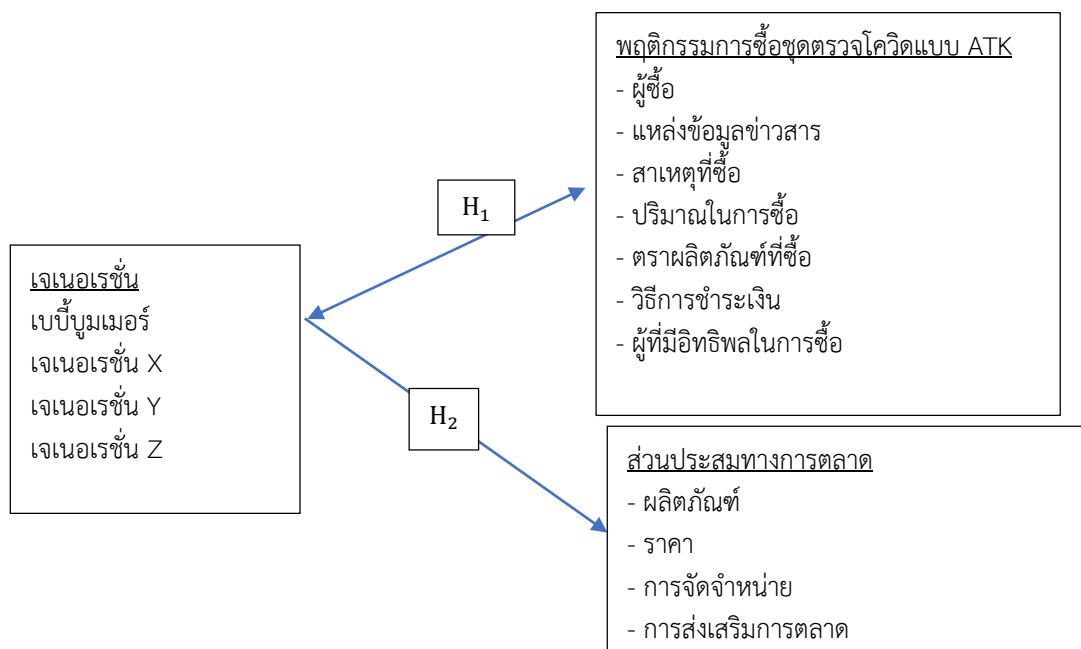 พฤติกรรมการซื้อชุดตรวจโควิดแบบ ATK
- ผู้ซื้อ
- แหล่งข้อมูลข่าวสาร
- สาเหตุที่ซื้อ
- ปริมาณในการซื้อ
- ตราผลิตภัณฑ์ที่ซื้อ
- วิธีการชำระเงิน
- ผู้ที่มีอิทธิพลในการซื้อ
H₁
เจเนอเรชั่น
เบบี้บูมเมอร์
เจเนอเรชั่น X
เจเนอเรชั่น Y
เจเนอเรชั่น Z
H₂
ส่วนประสมทางการตลาด
- ผลิตภัณฑ์
- ราคา
- การจัดจำหน่าย
- การส่งเสริมการตลาด